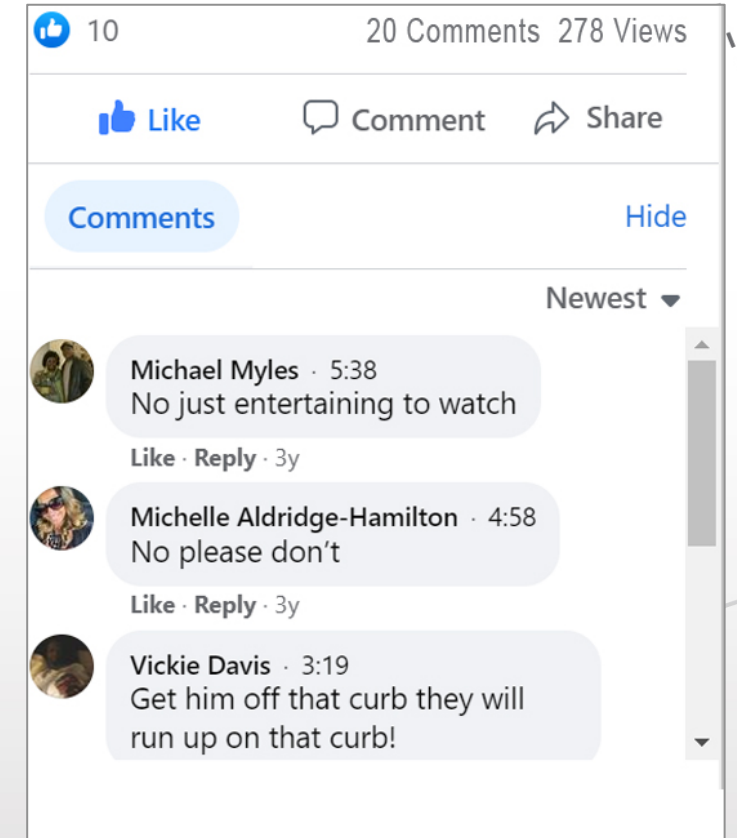 10 20 Comments 278 Views
Like Comment Share
Comments Hide
Newest
Michael Myles · 5:38
No just entertaining to watch
Like · Reply · 3y
Michelle Aldridge-Hamilton · 4:58
No please don’t
Like · Reply · 3y
Vickie Davis · 3:19
Get him off that curb they will
run up on that curb!